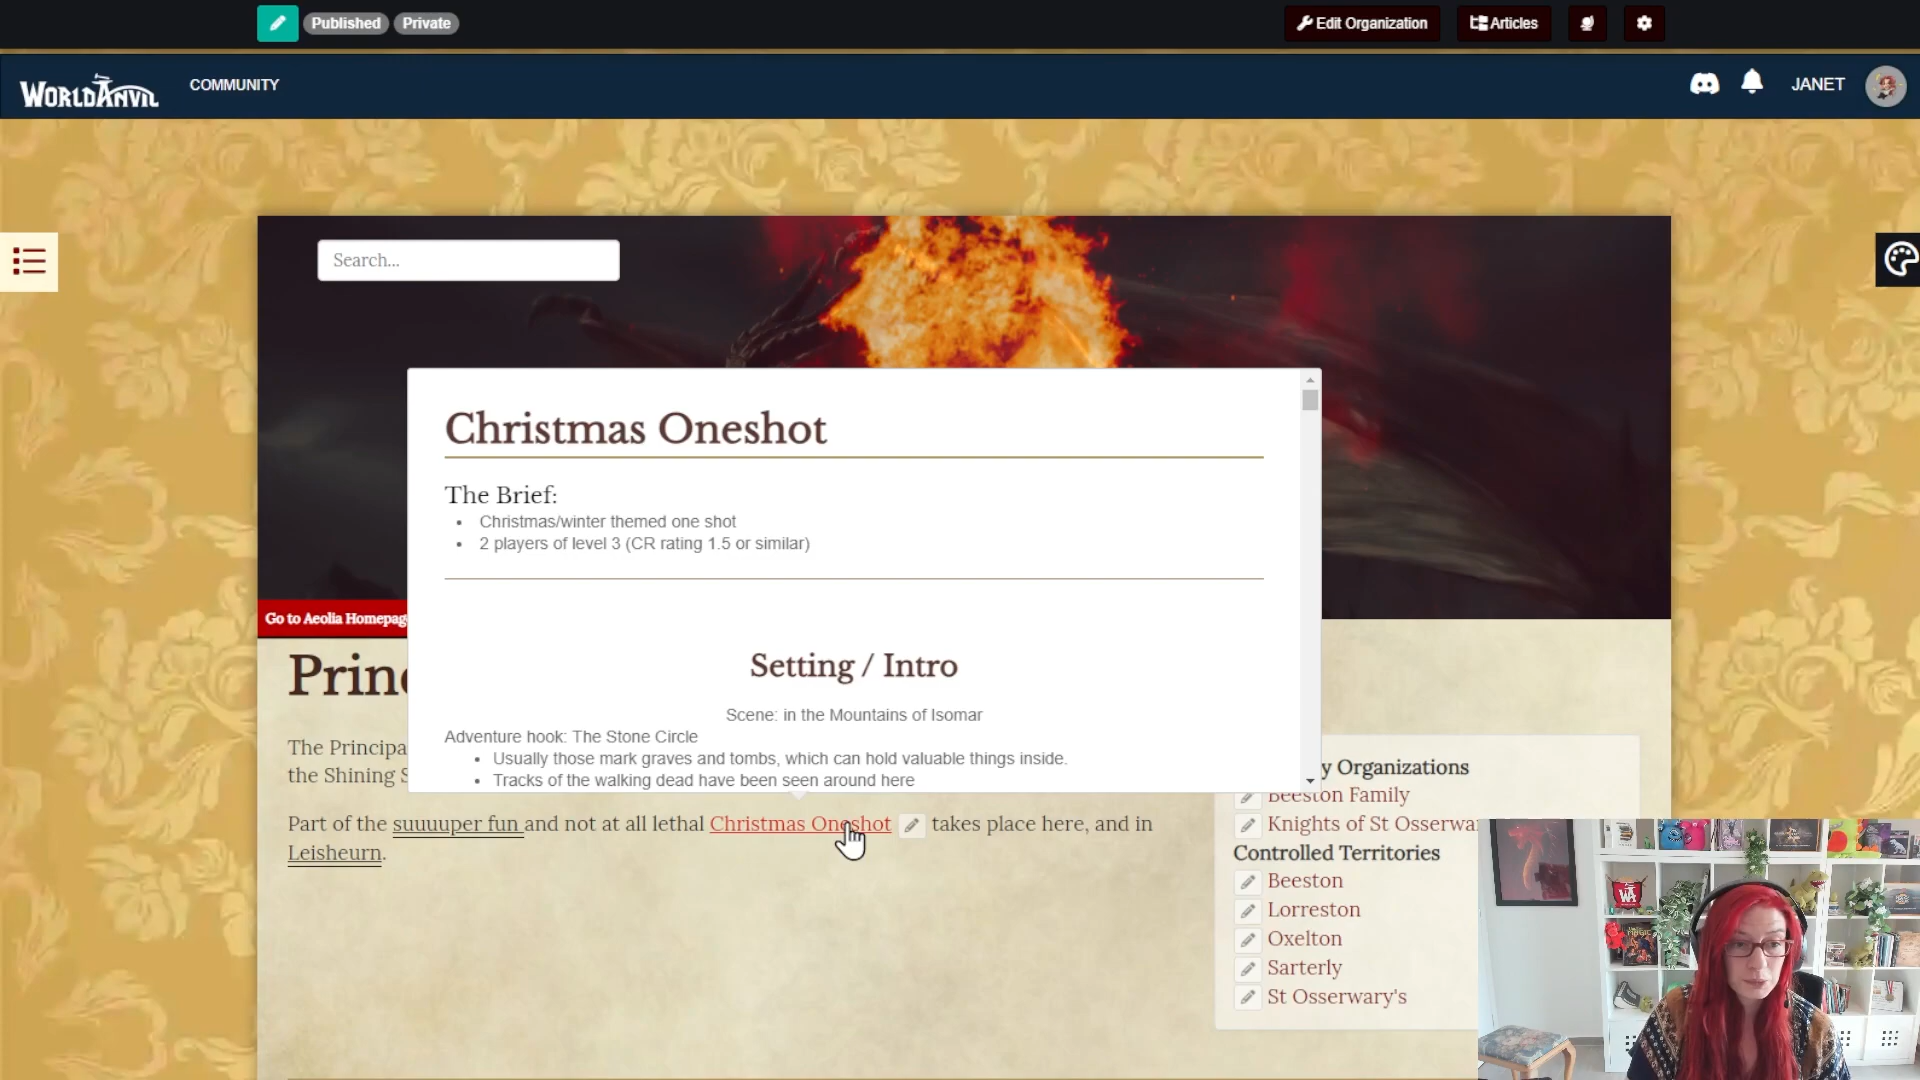 Published Private
Edit Organization Articles
WORLDANVIL COMMUNITY JANET
Search...
Christmas Oneshot
The Brief:
• Christmas/winter themed one shot
• 2 players of level 3 (CR rating 1.5 or similar)
Setting / Intro
Scene: in the Mountains of Isomar
Adventure hook: The Stone Circle
• Usually those mark graves and tombs, which can hold valuable things inside.
• Tracks of the walking dead have been seen around here
Go to Aeolia Homepag
Prin
The Principa
the Shining S
Part of the suuuuper fun and not at all lethal Christmas Oneshot takes place here, and in
Leisheurn.
y Organizations
Beeston Family
Knights of St Osserwa
Controlled Territories
Beeston
Lorreston
Oxelton
Sarterly
St Osserwary's